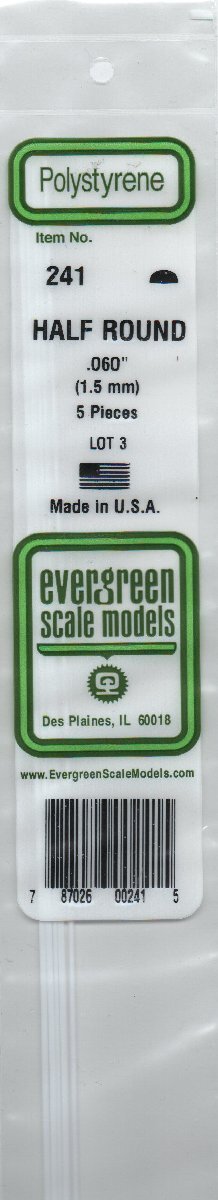 Polystyrene
Item No.
241
HALF ROUND
.060"
(1.5 mm)
5 Pieces
LOT 3
Made in U.S.A.
evergreen
scale models
Des Plaines, IL 60018
www.EvergreenScaleModels.com
7 87026 00241 5